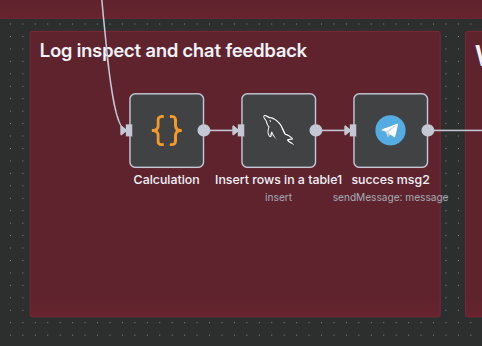 Log inspect and chat feedback
{}
Calculation
Insert rows in a table1
insert
succes msg2
sendMessage: message